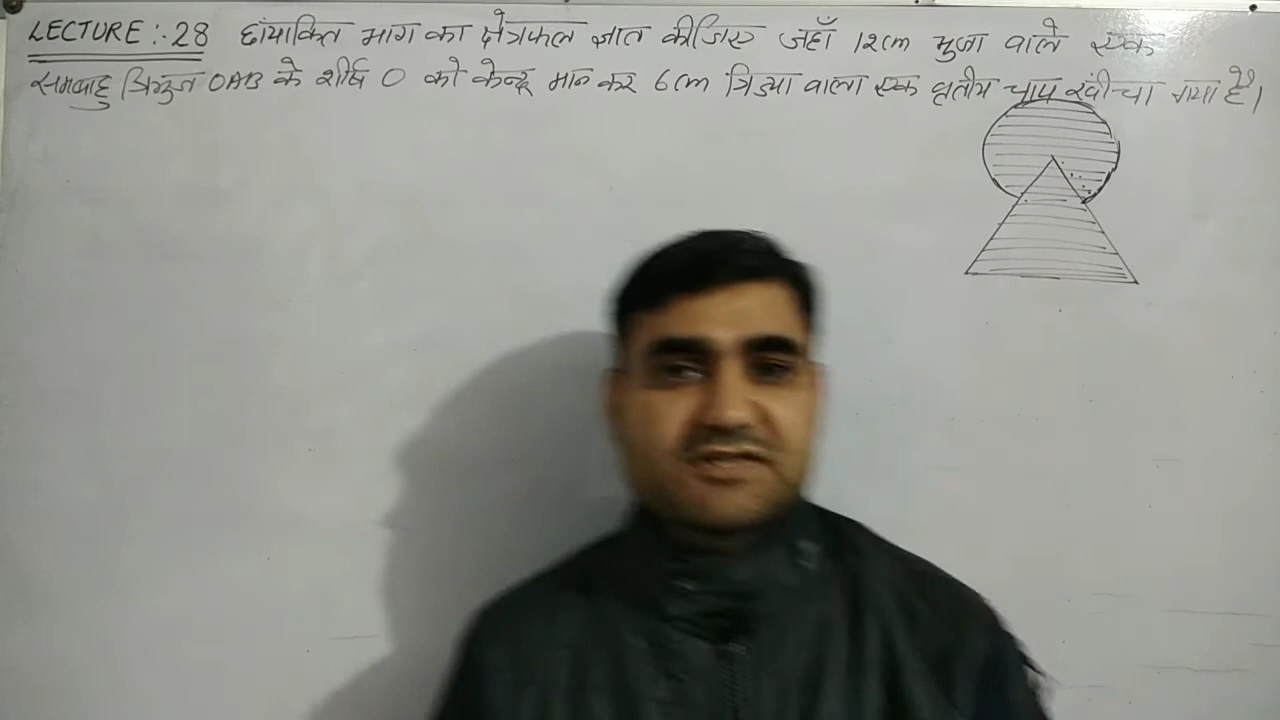 LECTURE:-28 छायांकित भाग का क्षेत्रफल ज्ञात कीजिए जहाँ 12cm भुजा वाले एक
समबाहु त्रिभुज OAB के शीर्ष O को केन्द्र मान कर 6cm त्रिज्या वाला एक वृतीय चाप खींचा गया है।